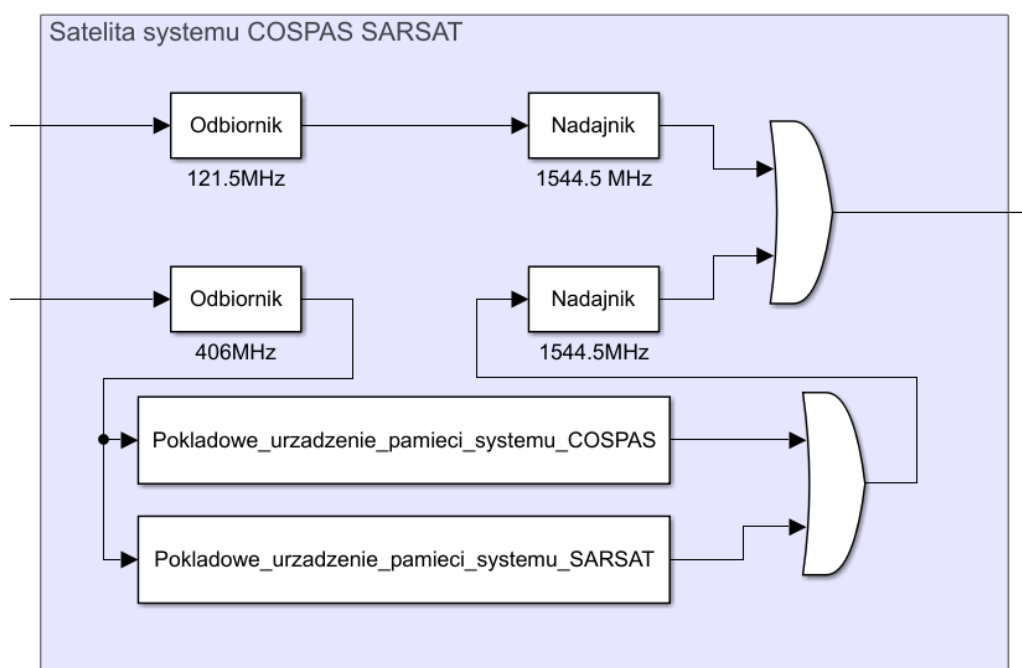 Satelita systemu COSPAS SARSAT
Odbiornik
121.5MHz
Nadajnik
1544.5 MHz
Odbiornik
406MHz
Nadajnik
1544.5MHz
Pokladowe_urzadzenie_pamieci_systemu_COSPAS
Pokladowe_urzadzenie_pamieci_systemu_SARSAT